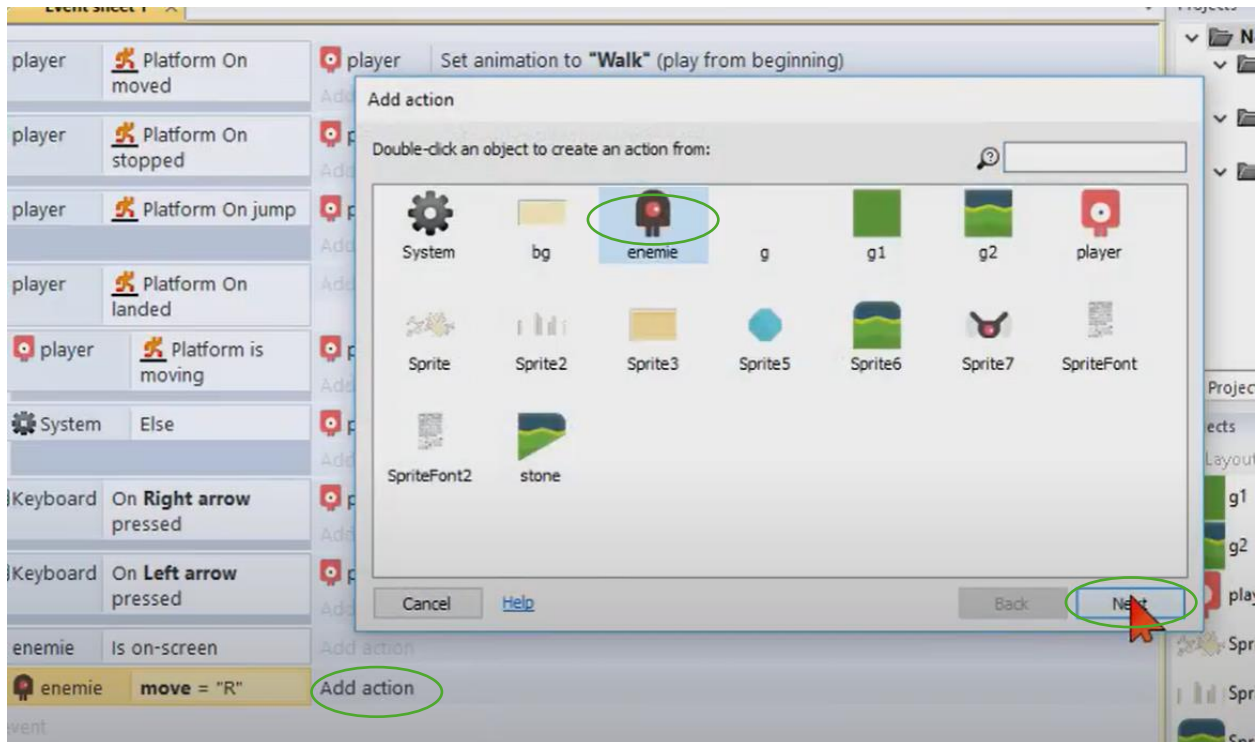 Event sheet 1
Projects
player
Platform On
moved
player
Set animation to "Walk" (play from beginning)
Add action
player
Platform On
stopped
Double-click an object to create an action from:
player
Platform On jump
System
bg
enemie
g
g1
g2
player
player
Platform On
landed
player
Platform is
moving
Sprite
Sprite2
Sprite3
Sprite5
Sprite6
Sprite7
SpriteFont
System
Else
SpriteFont2
stone
Keyboard
On Right arrow
pressed
g1
g2
Keyboard
On Left arrow
pressed
Cancel
Help
Back
Next
enemie
Is on-screen
Add action
enemie
move = "R"
Add action